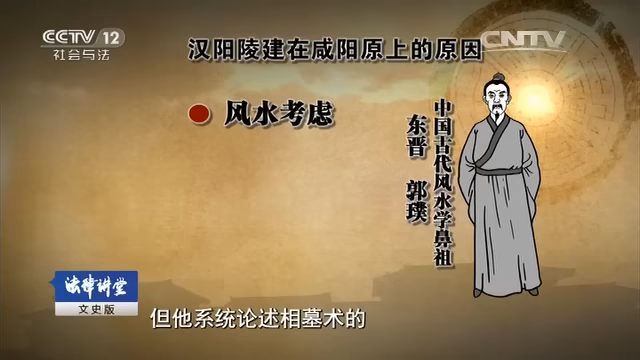 CCTV 12
社会与法
CNTV
汉阳陵建在咸阳原上的原因
风水考虑
中国古代风水学鼻祖
东晋 郭璞
法律讲堂
文史版
但他系统论述相墓术的